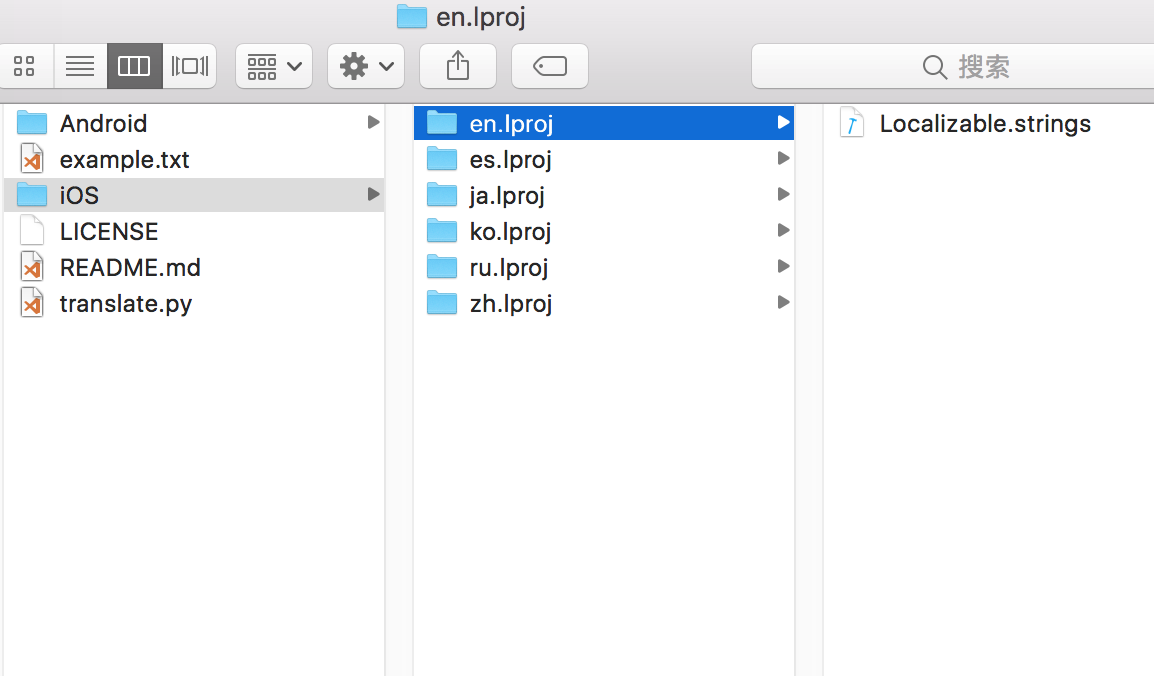 en.lproj
搜索
Android
example.txt
iOS
LICENSE
README.md
translate.py
en.lproj
es.lproj
ja.lproj
ko.lproj
ru.lproj
zh.lproj
Localizable.strings